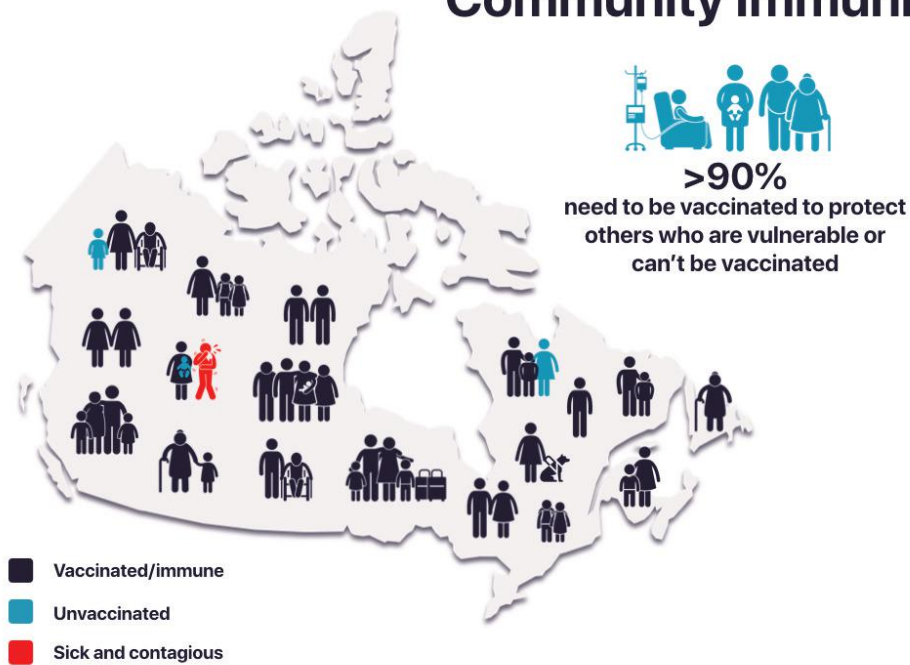 Community
>90%
need to be vaccinated to protect
others who are vulnerable or
can't be vaccinated
Vaccinated/immune
Unvaccinated
Sick and contagious